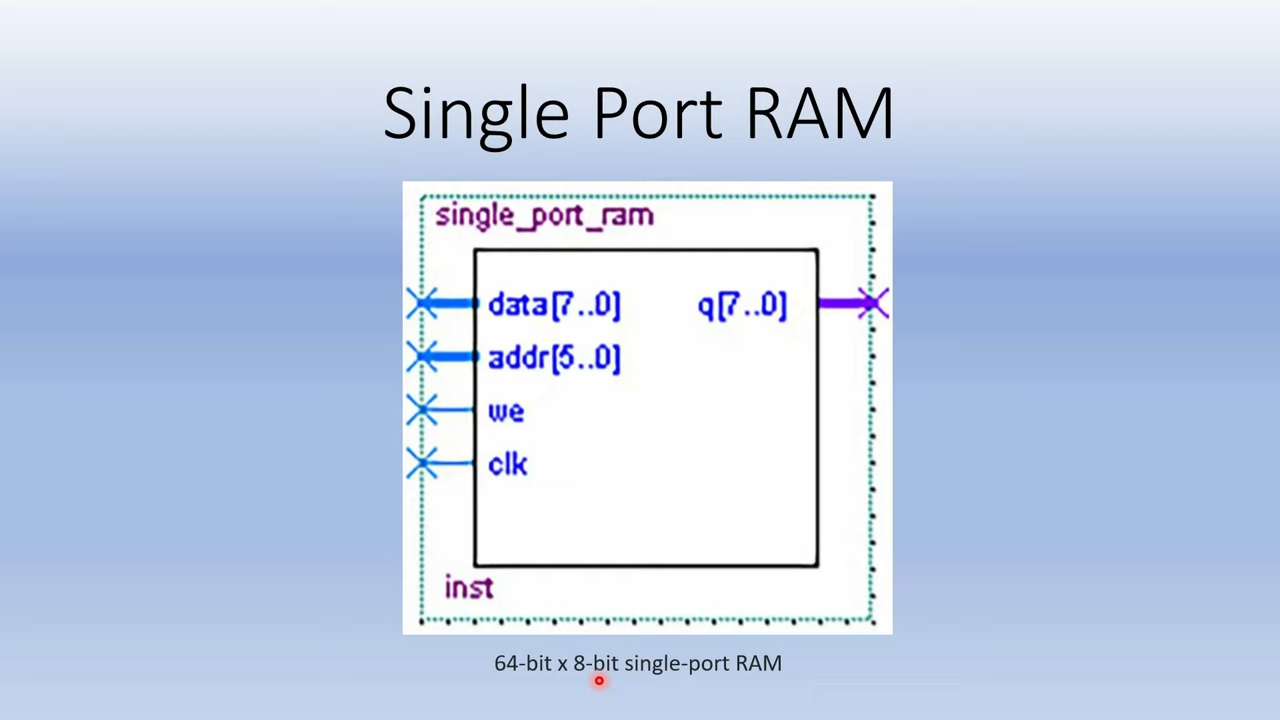 Single Port RAM
single_port_ram
data[7..0] q[7..0]
addr[5..0]
we
clk
inst
64-bit x 8-bit single-port RAM